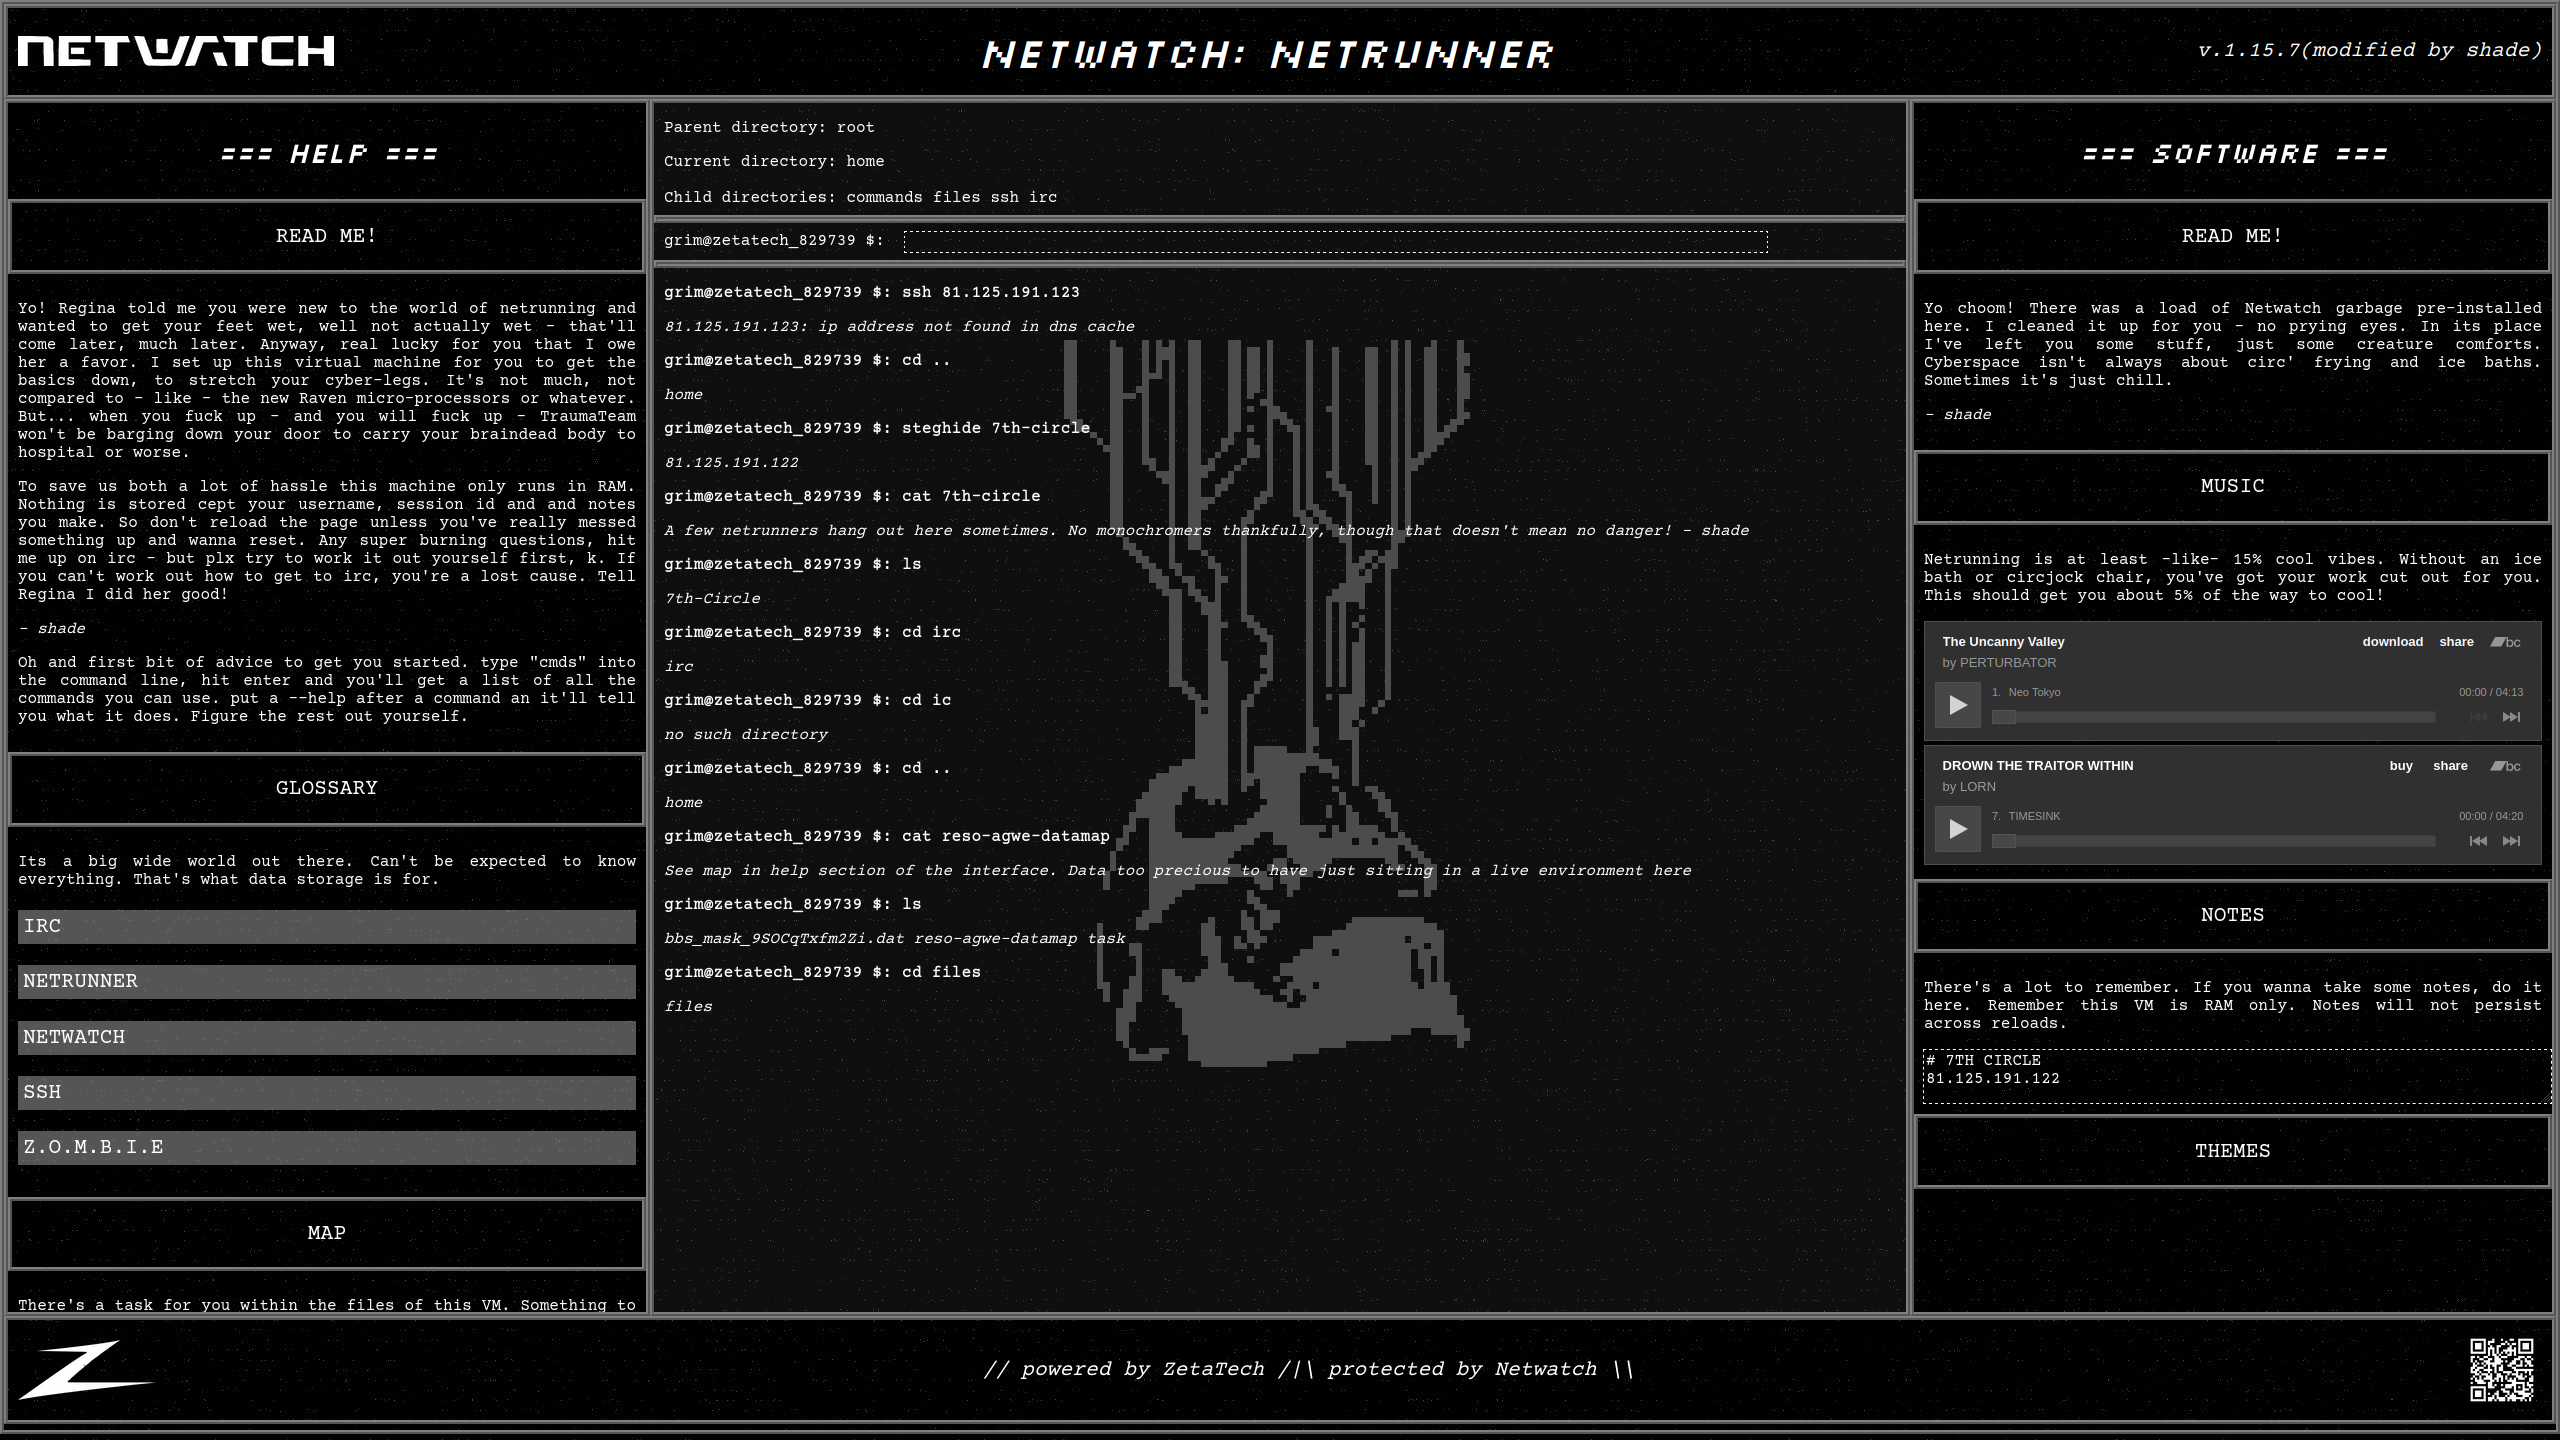 NETWATCH
NETWATCH: NETRUNNER
v.1.15.7(modified by shade)
=== HELP ===
READ ME!
Yo! Regina told me you were new to the world of netrunning and
wanted to get your feet wet, well not actually wet - that'll
come later, much later. Anyway, real lucky for you that I owe
her a favor. I set up this virtual machine for you to get the
basics down, to stretch your cyber-legs. It's not much, not
compared to - like - the new Raven micro-processors or whatever.
But... when you fuck up - and you will fuck up - TraumaTeam
won't be barging down your door to carry your braindead body to
hospital or worse.
To save us both a lot of hassle this machine only runs in RAM.
Nothing is stored cept your username, session id and and notes
you make. So don't reload the page unless you've really messed
something up and wanna reset. Any super burning questions, hit
me up on irc - but plx try to work it out yourself first, k. If
you can't work out how to get to irc, you're a lost cause. Tell
Regina I did her good!
- shade
Oh and first bit of advice to get you started. type "cmds" into
the command line, hit enter and you'll get a list of all the
commands you can use. put a --help after a command an it'll tell
you what it does. Figure the rest out yourself.
GLOSSARY
Its a big wide world out there. Can't be expected to know
everything. That's what data storage is for.
IRC
NETRUNNER
NETWATCH
SSH
Z.O.M.B.I.E
MAP
There's a task for you within the files of this VM. Something to
Parent directory: root
Current directory: home
Child directories: commands files ssh irc
grim@zetatech_829739 $:
grim@zetatech_829739 $: ssh 81.125.191.123
81.125.191.123: ip address not found in dns cache
grim@zetatech_829739 $: cd ..
home
grim@zetatech_829739 $: steghide 7th-circle
81.125.191.122
grim@zetatech_829739 $: cat 7th-circle
A few netrunners hang out here sometimes. No monochromers thankfully, though that doesn't mean no danger! - shade
grim@zetatech_829739 $: ls
7th-Circle
grim@zetatech_829739 $: cd irc
irc
grim@zetatech_829739 $: cd ic
no such directory
grim@zetatech_829739 $: cd ..
home
grim@zetatech_829739 $: cat reso-agwe-datamap
See map in help section of the interface. Data too precious to have just sitting in a live environment here
grim@zetatech_829739 $: ls
bbs_mask_9SOCqTxfm2Zi.dat reso-agwe-datamap task
grim@zetatech_829739 $: cd files
files
=== SOFTWARE ===
READ ME!
Yo choom! There was a load of Netwatch garbage pre-installed
here. I cleaned it up for you - no prying eyes. In its place
I've left you some stuff, just some creature comforts.
Cyberspace isn't always about circ' frying and ice baths.
Sometimes it's just chill.
- shade
MUSIC
Netrunning is at least -like- 15% cool vibes. Without an ice
bath or circjock chair, you've got your work cut out for you.
This should get you about 5% of the way to cool!
The Uncanny Valley
download share bc
by PERTURBATOR
1. Neo Tokyo
00:00 / 04:13
DROWN THE TRAITOR WITHIN
buy share bc
by LORN
7. TIMESINK
00:00 / 04:20
NOTES
There's a lot to remember. If you wanna take some notes, do it
here. Remember this VM is RAM only. Notes will not persist
across reloads.
# 7TH CIRCLE
81.125.191.122
THEMES
// powered by ZetaTech /|\ protected by Netwatch \\